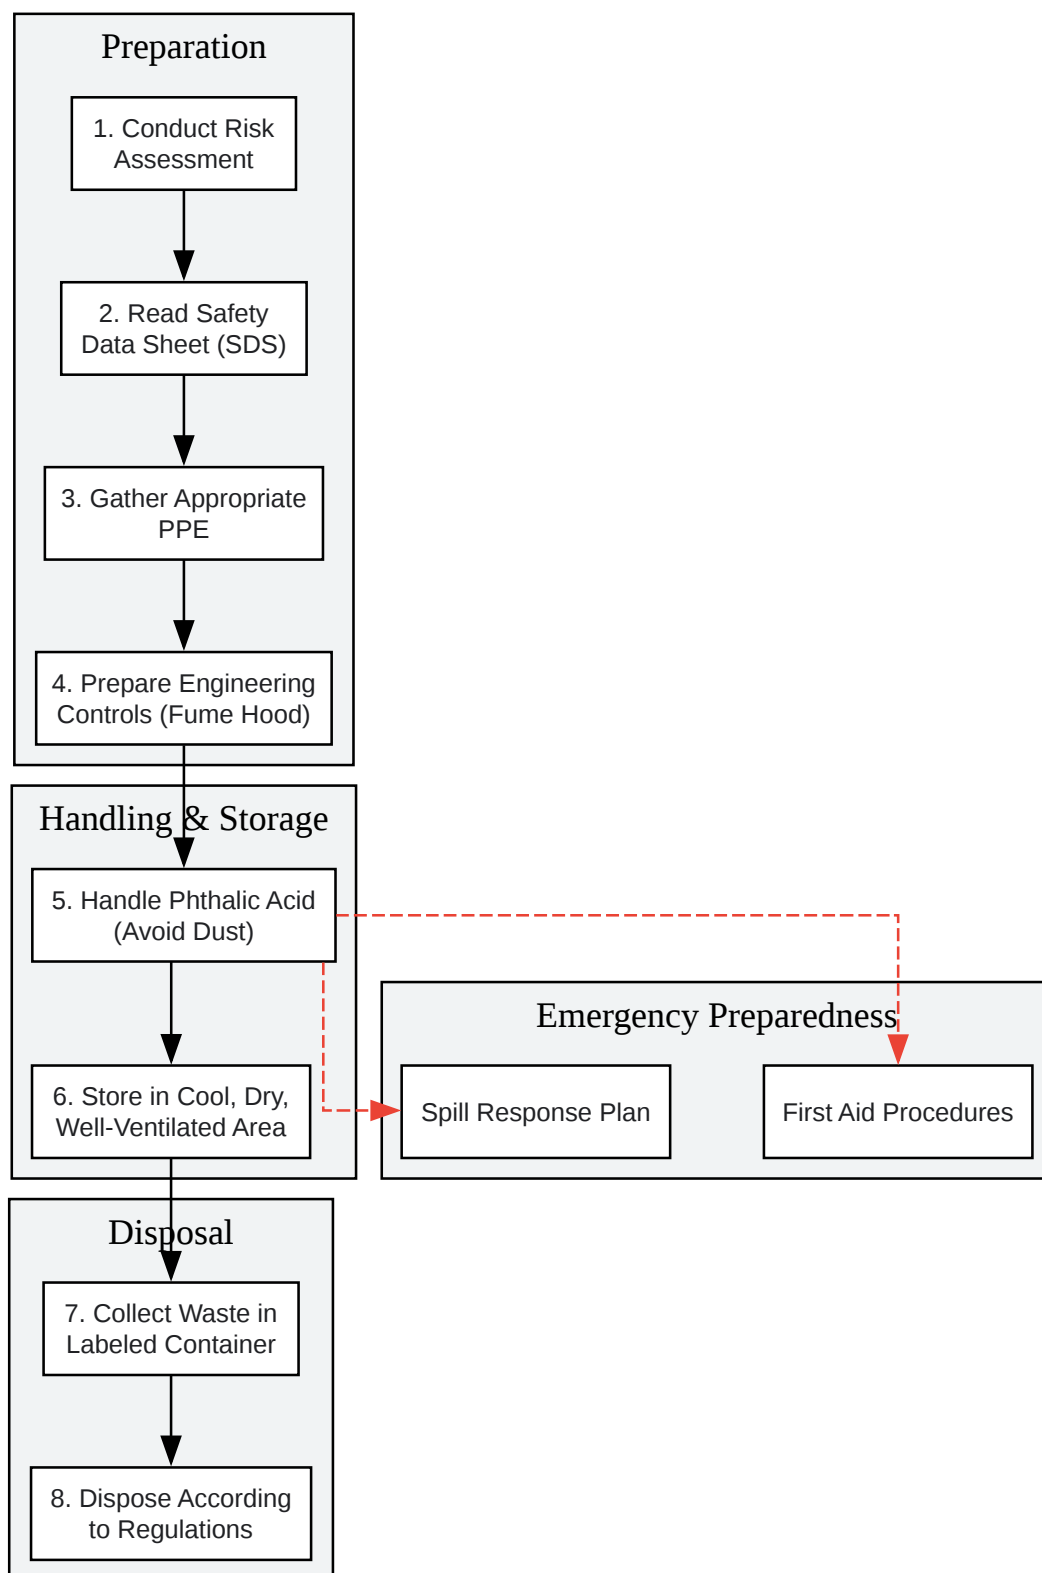 Preparation
1. Conduct Risk
Assessment
2. Read Safety
Data Sheet (SDS)
3. Gather Appropriate
PPE
4. Prepare Engineering
Controls (Fume Hood)
Handling & Storage
5. Handle Phthalic Acid
(Avoid Dust)
6. Store in Cool, Dry,
Well-Ventilated Area
Emergency Preparedness
Spill Response Plan
First Aid Procedures
Disposal
7. Collect Waste in
Labeled Container
8. Dispose According
to Regulations